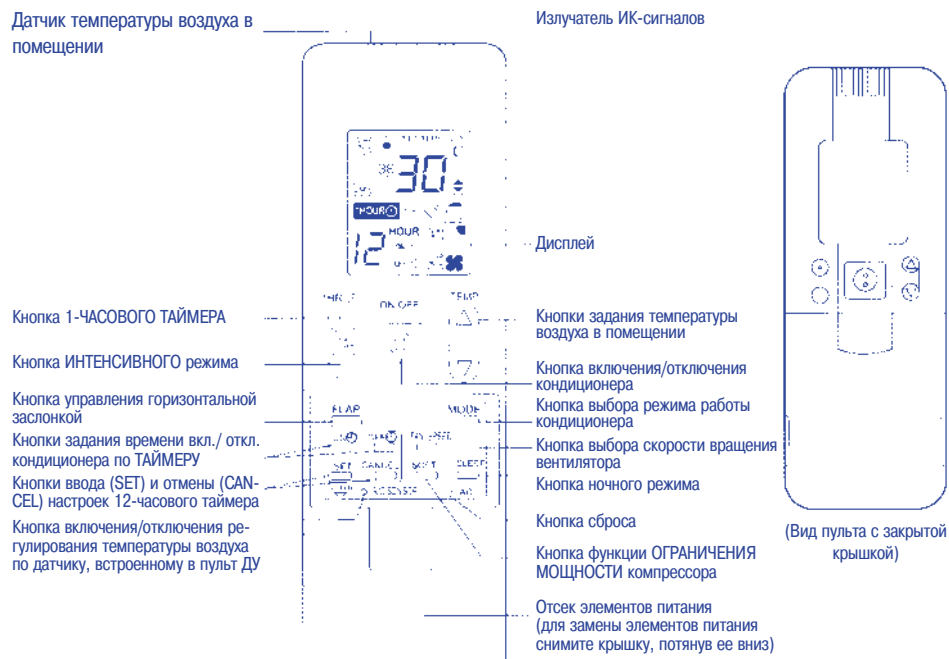 Датчик температуры воздуха в
помещении
Излучатель ИК-сигналов
30
HOUR
HOUR
12
Дисплей
ON/OFF
TEMP
Кнопка 1-ЧАСОВОГО ТАЙМЕРА
Кнопки задания температуры
воздуха в помещении
Кнопка ИНТЕНСИВНОГО режима
Кнопка включения/отключения
кондиционера
Кнопка управления горизонтальной
заслонкой
FLAP
MODE
Кнопка выбора режима работы
кондиционера
Кнопки задания времени вкл./ откл.
кондиционера по ТАЙМЕРУ
Кнопка выбора скорости вращения
вентилятора
Кнопки ввода (SET) и отмены (CAN-
CEL) настроек 12-часового таймера
SET
Кнопка ночного режима
Кнопка включения/отключения ре-
гулирования температуры воздуха
по датчику, встроенному в пульт ДУ
Кнопка сброса
Кнопка функции ОГРАНИЧЕНИЯ
МОЩНОСТИ компрессора
Отсек элементов питания
(для замены элементов питания
снимите крышку, потянув ее вниз)
(Вид пульта с закрытой
крышкой)